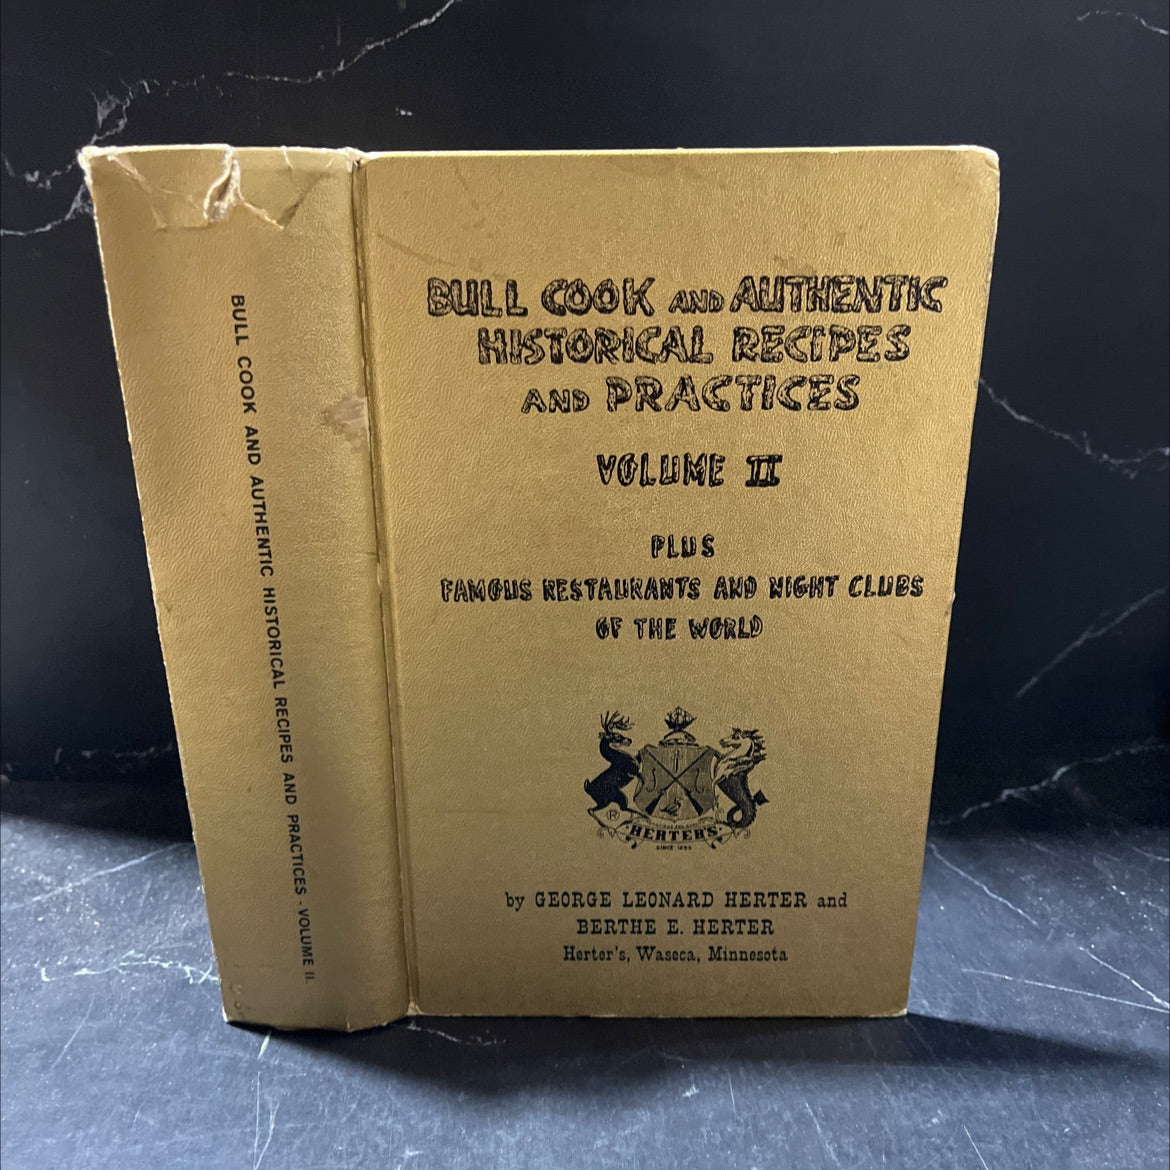 BULL COOK AND AUTHENTIC HISTORICAL RECIPES AND PRACTICES - VOLUME II.
BULL COOK AND AUTHENTIC
HISTORICAL RECIPES
AND PRACTICES
VOLUME II
PLUS
FAMOUS RESTAURANTS AND NIGHT CLUBS
OF THE WORLD
®
HERTER'S
SINCE 1893
by GEORGE LEONARD HERTER and
BERTHE E. HERTER
Herter's, Waseca, Minnesota